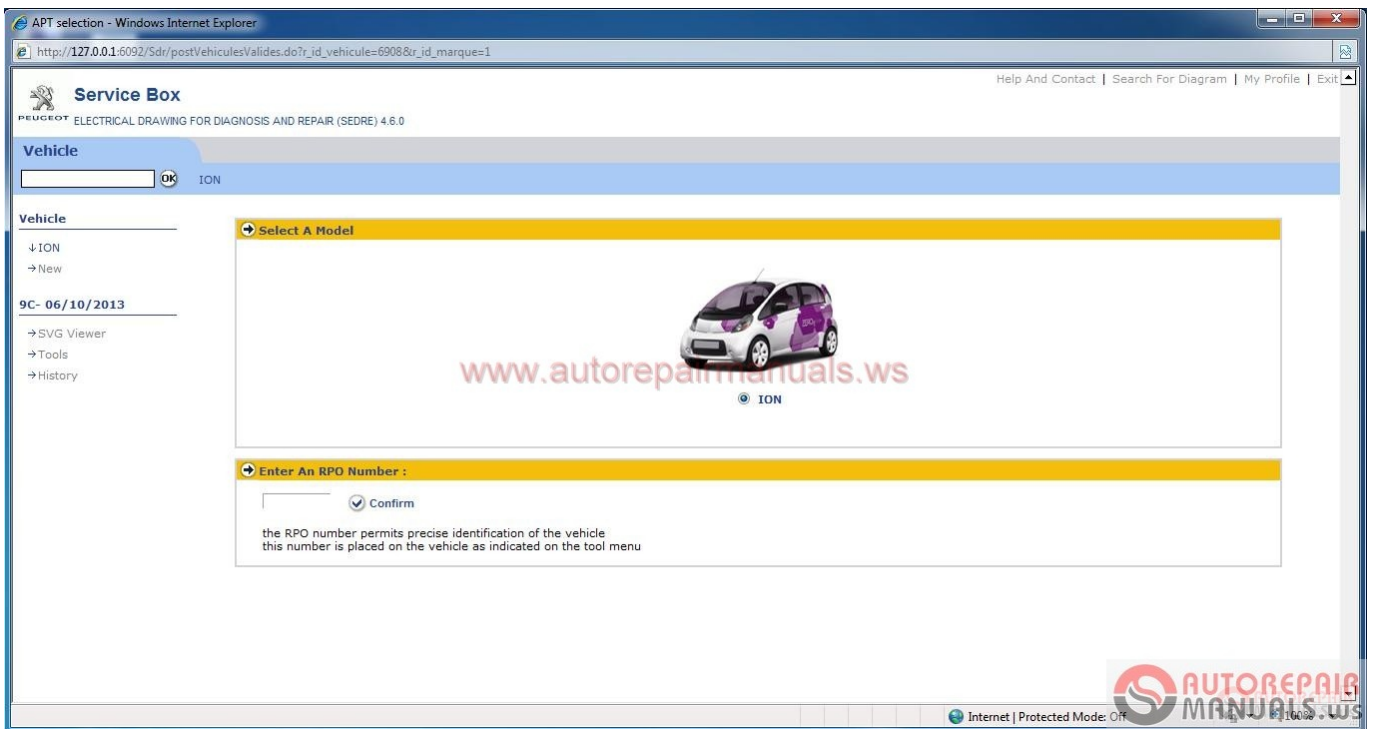 APT selection - Windows Internet Explorer
http://127.0.0.1:6092/Sdr/postVehiculesValides.do?r_id_vehicule=6908&r_id_marque=1
Help And Contact | Search For Diagram | My Profile | Exit
Service Box
PEUGEOT ELECTRICAL DRAWING FOR DIAGNOSIS AND REPAIR (SEDRE) 4.6.0
Vehicle
OK ION
Vehicle
ION
New
9C- 06/10/2013
SVG Viewer
Tools
History
Select A Model
www.autorepairmanuals.ws
ION
Enter An RPO Number :
Confirm
the RPO number permits precise identification of the vehicle
this number is placed on the vehicle as indicated on the tool menu
Internet | Protected Mode: Off
100%
AUTOREPAIR
MANUALS.WS